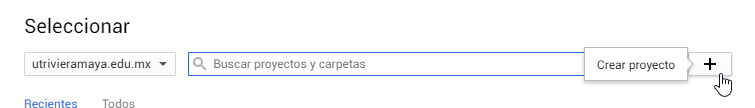 Seleccionar
utrivieramaya.edu.mx Buscar proyectos y carpetas Crear proyecto +
Recientes Todos